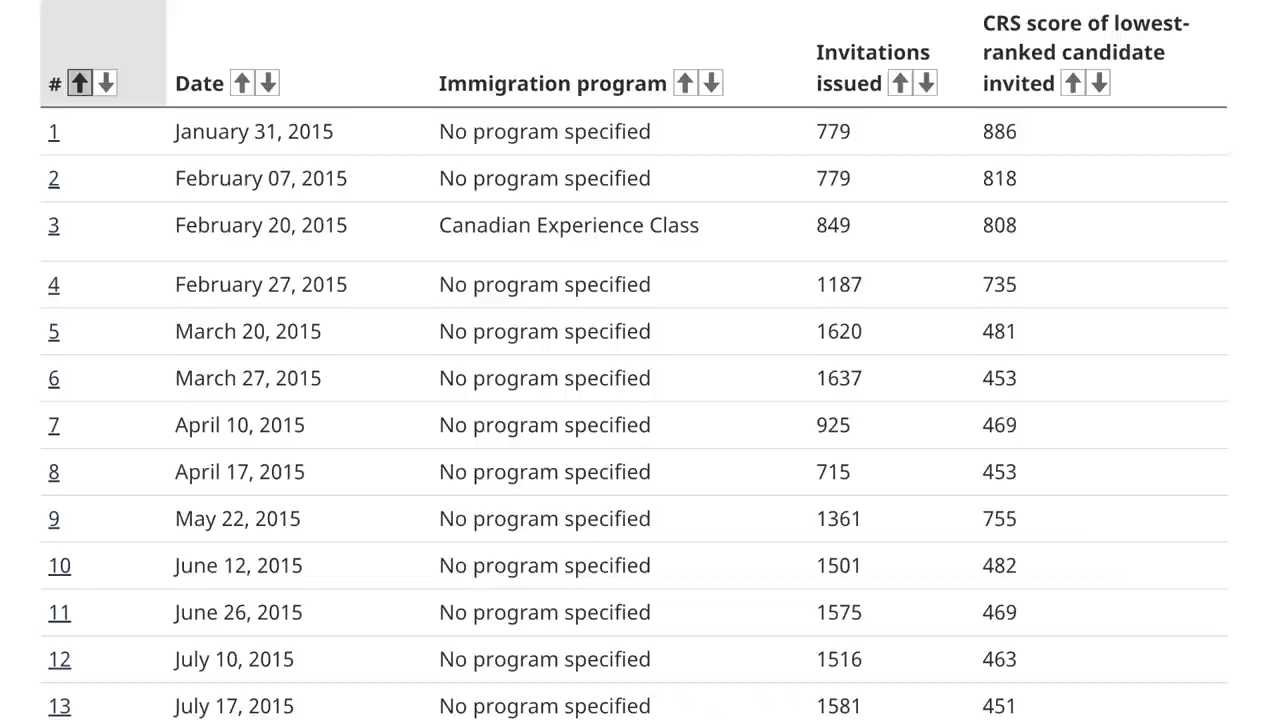 # Date Immigration program Invitations issued CRS score of lowest-ranked candidate invited
1 January 31, 2015 No program specified 779 886
2 February 07, 2015 No program specified 779 818
3 February 20, 2015 Canadian Experience Class 849 808
4 February 27, 2015 No program specified 1187 735
5 March 20, 2015 No program specified 1620 481
6 March 27, 2015 No program specified 1637 453
7 April 10, 2015 No program specified 925 469
8 April 17, 2015 No program specified 715 453
9 May 22, 2015 No program specified 1361 755
10 June 12, 2015 No program specified 1501 482
11 June 26, 2015 No program specified 1575 469
12 July 10, 2015 No program specified 1516 463
13 July 17, 2015 No program specified 1581 451